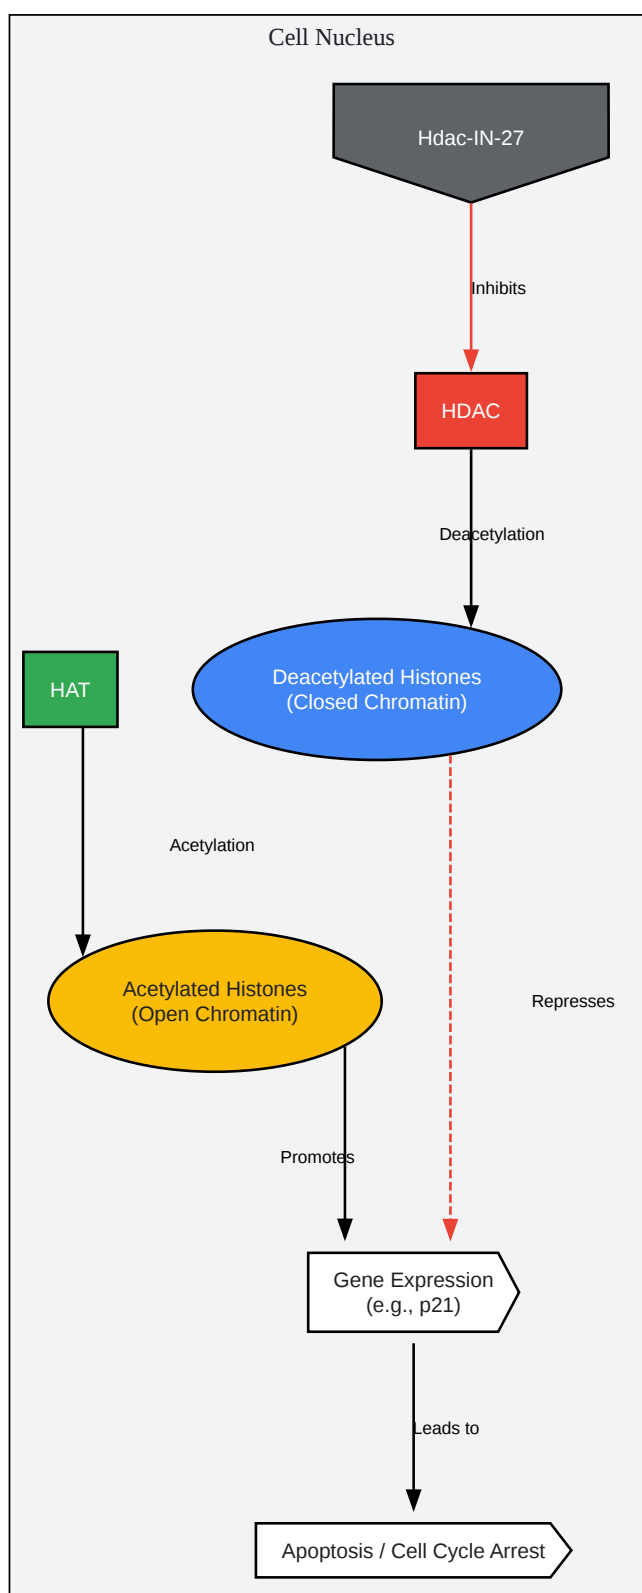 Cell Nucleus
Hdac-IN-27
Inhibits
HDAC
Deacetylation
Deacetylated Histones
(Closed Chromatin)
HAT
Acetylation
Acetylated Histones
(Open Chromatin)
Represses
Promotes
Gene Expression
(e.g., p21)
Leads to
Apoptosis / Cell Cycle Arrest